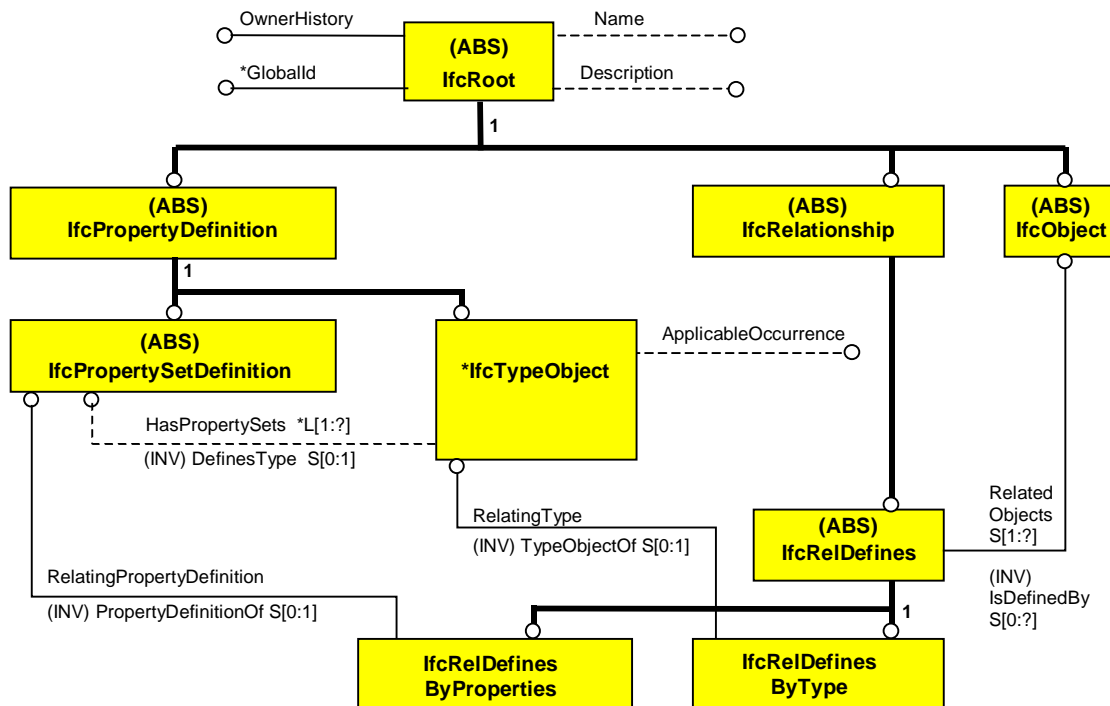 OwnerHistory
Name
(ABS)
IfcRoot
*GlobalId
Description
1
(ABS)
IfcPropertyDefinition
(ABS)
IfcRelationship
(ABS)
IfcObject
1
(ABS)
IfcPropertySetDefinition
*IfcTypeObject
ApplicableOccurrence
HasPropertySets *L[1:?]
(INV) DefinesType S[0:1]
RelatingType
(INV) TypeObjectOf S[0:1]
(ABS)
IfcRelDefines
Related
Objects
S[1:?]
(INV)
IsDefinedBy
S[0:?]
RelatingPropertyDefinition
(INV) PropertyDefinitionOf S[0:1]
1
IfcRelDefines
ByProperties
IfcRelDefines
ByType